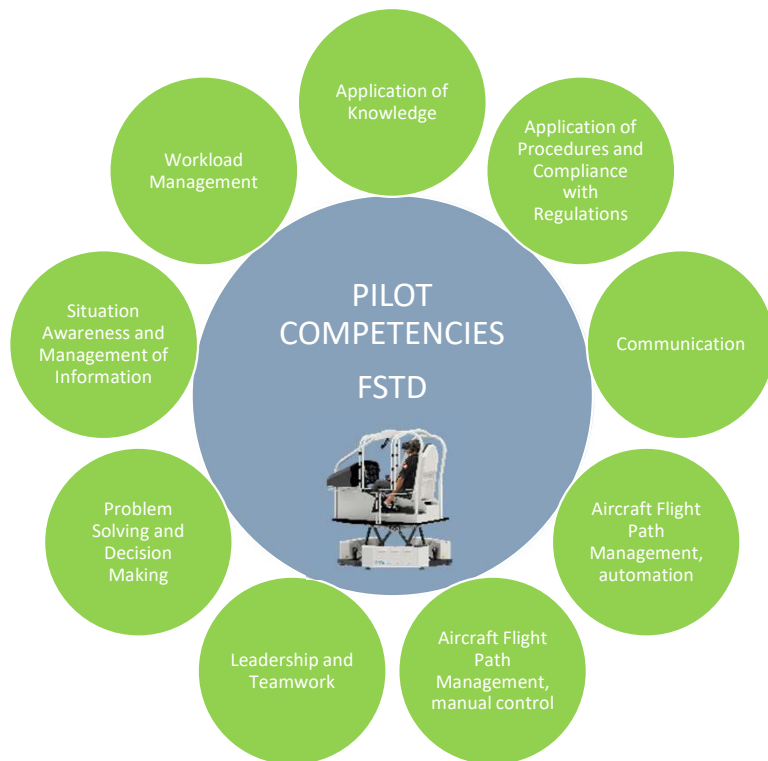 Application of
Knowledge
Application of
Procedures and
Compliance
with
Regulations
Communication
Aircraft Flight
Path
Management,
automation
Aircraft Flight
Path
Management,
manual control
Leadership and
Teamwork
Problem
Solving and
Decision
Making
Situation
Awareness and
Management of
Information
Workload
Management
PILOT
COMPETENCIES
FSTD